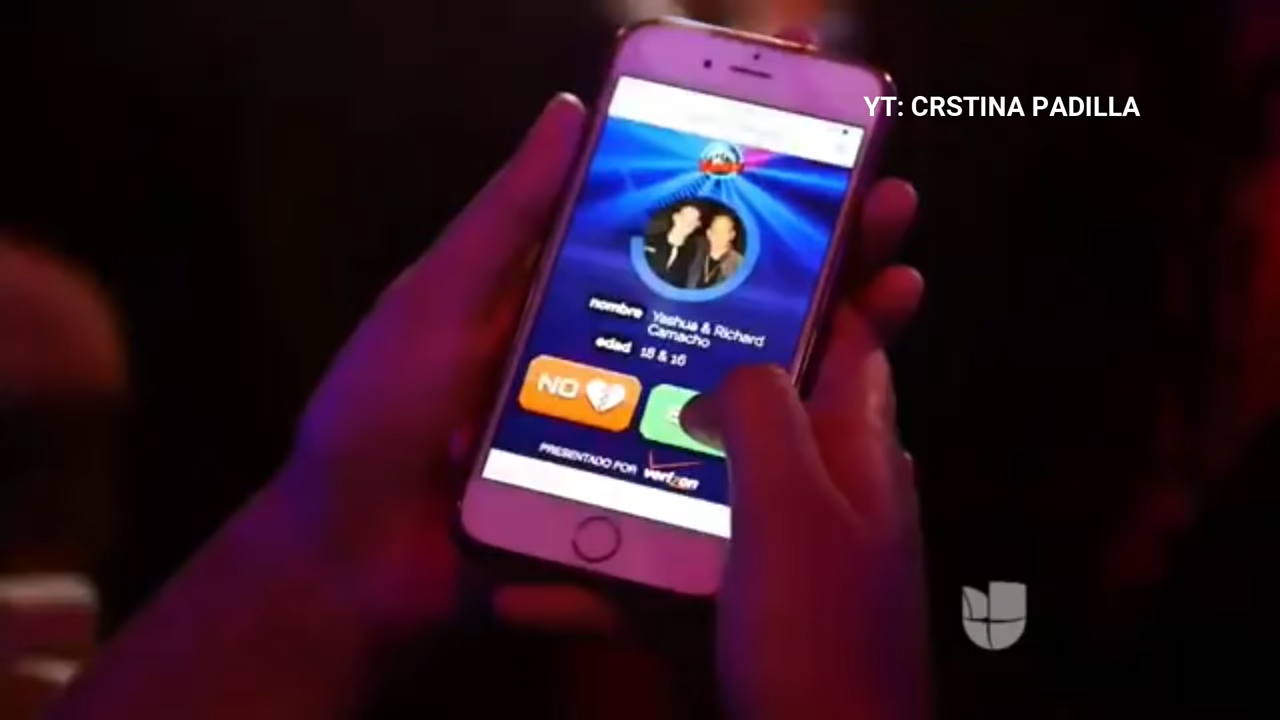 YT: CRSTINA PADILLA
nombre Yashua & Richard
Camacho
edad 18 & 16
NO
PRESENTADO POR verizon